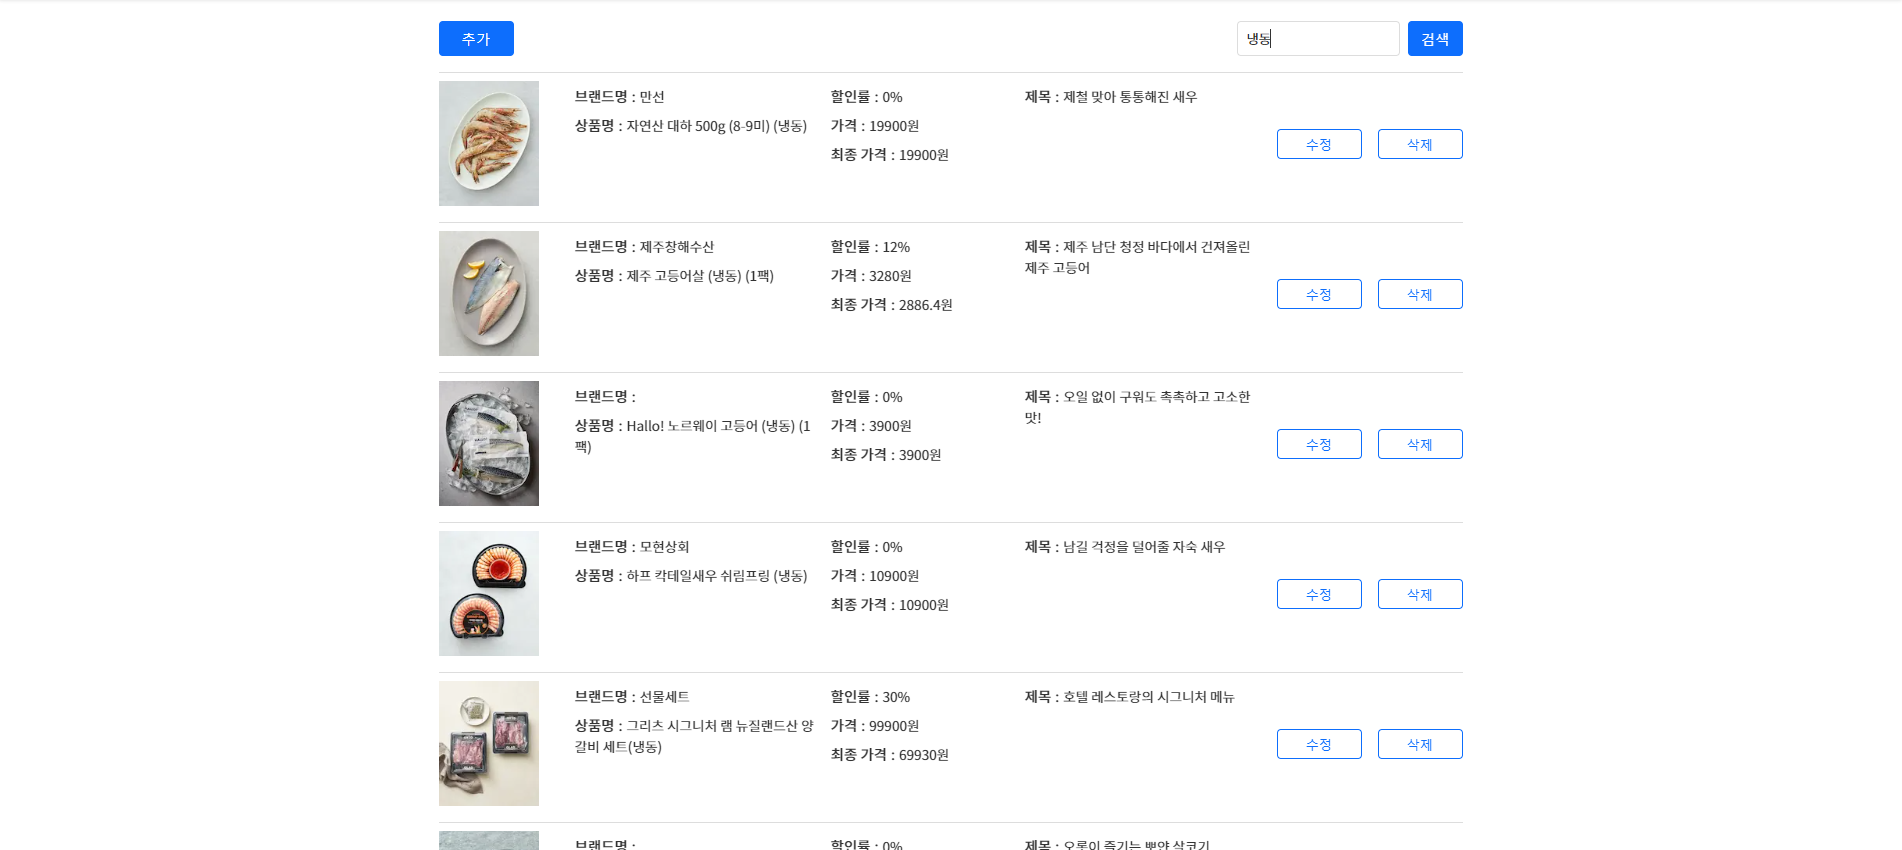 추가
냉동
검색
브랜드명 : 만선
상품명 : 자연산 대하 500g (8-9미) (냉동)
할인률 : 0%
가격 : 19900원
최종 가격 : 19900원
제목 : 제철 맞아 통통해진 새우
수정
삭제
브랜드명 : 제주창해수산
상품명 : 제주 고등어살 (냉동) (1팩)
할인률 : 12%
가격 : 3280원
최종 가격 : 2886.4원
제목 : 제주 남단 청정 바다에서 건져올린
제주 고등어
수정
삭제
브랜드명 :
상품명 : Hallo! 노르웨이 고등어 (냉동) (1
팩)
할인률 : 0%
가격 : 3900원
최종 가격 : 3900원
제목 : 오일 없이 구워도 촉촉하고 고소한
맛!
수정
삭제
브랜드명 : 모현상회
상품명 : 하프 칵테일새우 쉬림프링 (냉동)
할인률 : 0%
가격 : 10900원
최종 가격 : 10900원
제목 : 남길 걱정을 덜어줄 자숙 새우
수정
삭제
브랜드명 : 선물세트
상품명 : 그리츠 시그니처 램 뉴질랜드산 양
갈비 세트(냉동)
할인률 : 30%
가격 : 99900원
최종 가격 : 69930원
제목 : 호텔 레스토랑의 시그니처 메뉴
수정
삭제
브랜드명 :
할인률 : 0%
제목 : 오롯이 즐기는 뽀얀 살코기